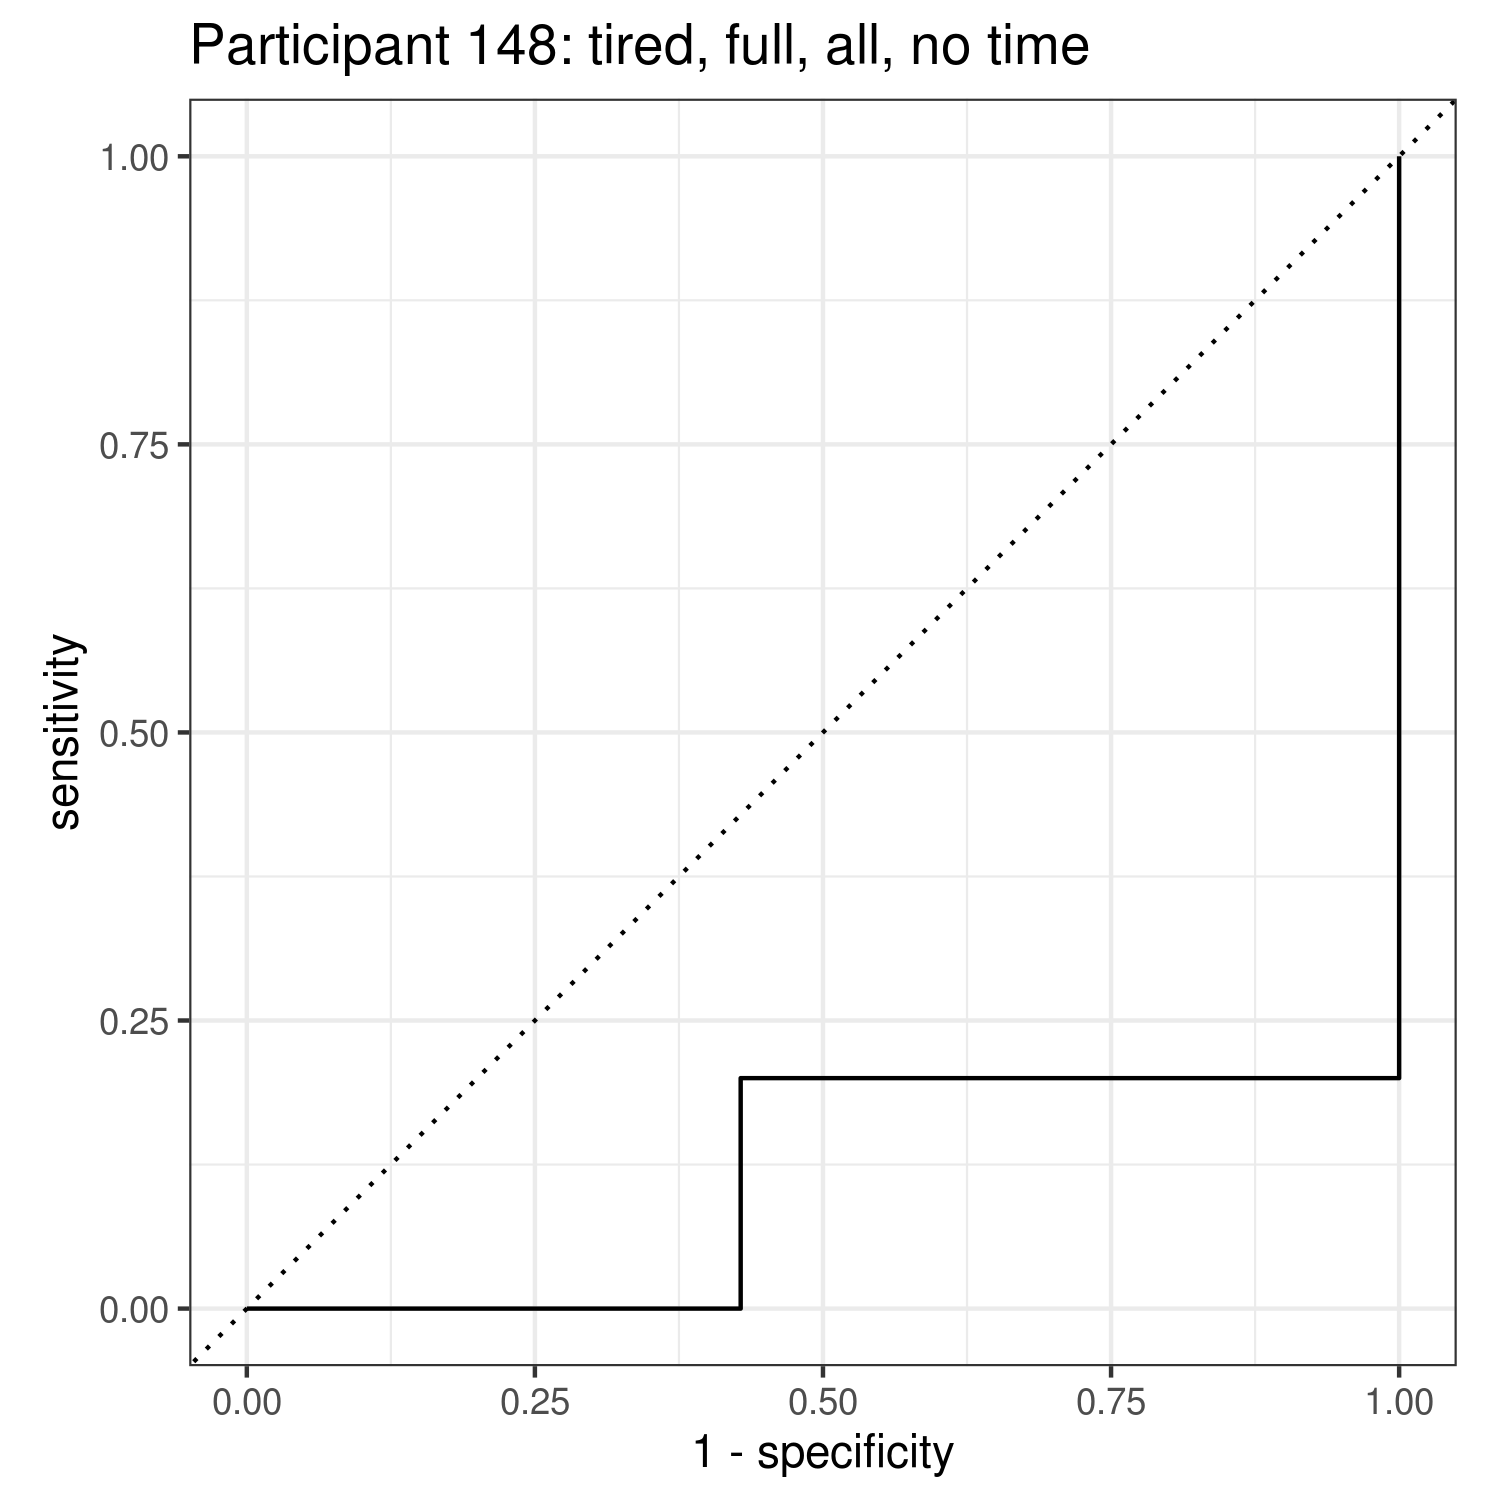 Participant 148: tired, full, all, no time
1.00
0.75
0.50
0.25
0.00
sensitivity
0.00 0.25 0.50 0.75 1.00
1 - specificity